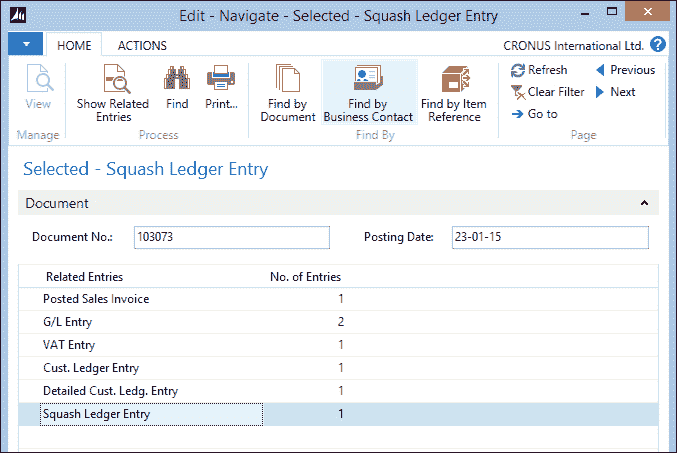 Edit - Navigate - Selected - Squash Ledger Entry
HOME ACTIONS CRONUS International Ltd. ?
View
Show Related Entries
Find
Print...
Find by Document
Find by Business Contact
Find by Item Reference
Refresh
Clear Filter
Go to
Previous
Next
Manage Process Find By Page
Selected - Squash Ledger Entry
Document
Document No.: 103073 Posting Date: 23-01-15
Related Entries No. of Entries
Posted Sales Invoice 1
G/L Entry 2
VAT Entry 1
Cust. Ledger Entry 1
Detailed Cust. Ledg. Entry 1
Squash Ledger Entry 1